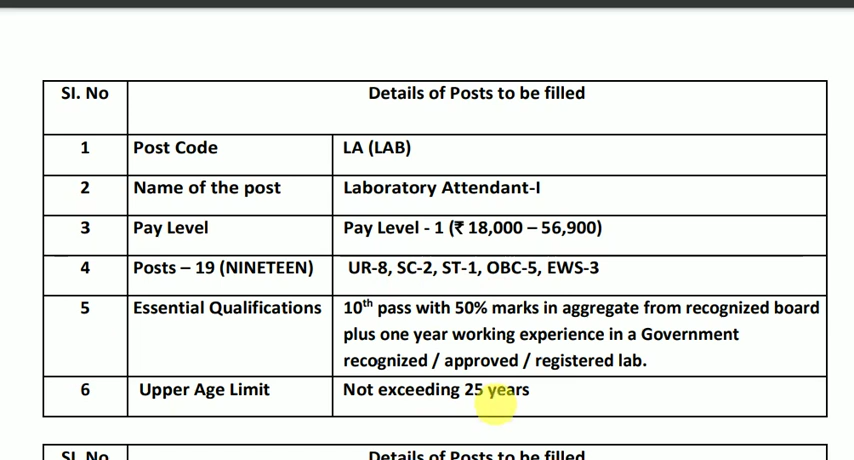 SI. No Details of Posts to be filled
1 Post Code LA (LAB)
2 Name of the post Laboratory Attendant-I
3 Pay Level Pay Level - 1 (₹ 18,000 – 56,900)
4 Posts – 19 (NINETEEN) UR-8, SC-2, ST-1, OBC-5, EWS-3
5 Essential Qualifications 10th pass with 50% marks in aggregate from recognized board
plus one year working experience in a Government
recognized / approved / registered lab.
6 Upper Age Limit Not exceeding 25 years
SI. No Details of Posts to be filled